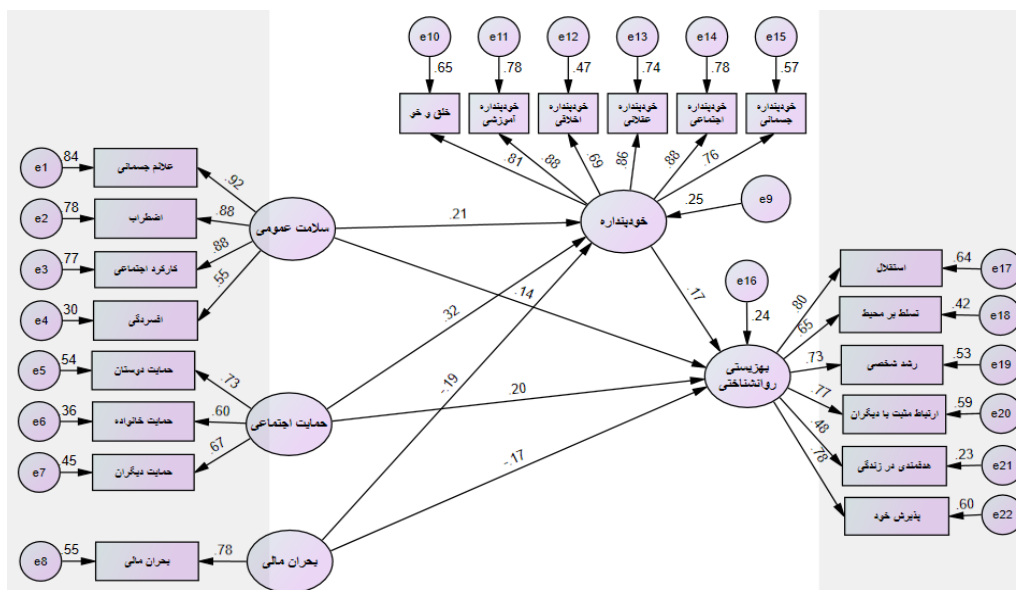 e10
e11
e12
e13
e14
e15
.65
.78
.47
.74
.78
.57
خلق و خو
خودپنداره
آموزشی
خودپنداره
اخلاقی
خودپنداره
عقلانی
خودپنداره
اجتماعی
خودپنداره
جسمانی
.81
.88
.69
.86
.88
.76
خودپنداره
.25
e9
e1
84
علائم جسمانی
.92
e2
.78
اضطراب
.88
e3
77
کارکرد اجتماعی
.88
e4
30
افسردگی
.55
سلامت عمومی
.21
.14
e5
54
حمایت دوستان
.73
e6
36
حمایت خانواده
.60
e7
45
حمایت دیگران
.67
حمایت اجتماعی
.32
.20
e8
.55
بحران مالی
.78
بحران مالی
-.19
-.17
.17
e16
.24
بهزیستی
روانشناختی
.80
استقلال
.64
e17
.65
تسلط بر محیط
.42
e18
.73
رشد شخصی
.53
e19
.77
ارتباط مثبت با دیگران
.59
e20
.48
هدفمندی در زندگی
.23
e21
.78
پذیرش خود
.60
e22